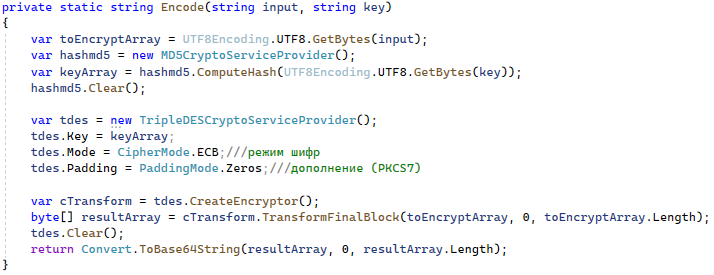 private static string Encode(string input, string key)
{
var toEncryptArray = UTF8Encoding.UTF8.GetBytes(input);
var hashmd5 = new MD5CryptoServiceProvider();
var keyArray = hashmd5.ComputeHash(UTF8Encoding.UTF8.GetBytes(key));
hashmd5.Clear();
var tdes = new TripleDESCryptoServiceProvider();
tdes.Key = keyArray;
tdes.Mode = CipherMode.ECB;///режим шифр
tdes.Padding = PaddingMode.Zeros;///дополнение (PKCS7)
var cTransform = tdes.CreateEncryptor();
byte[] resultArray = cTransform.TransformFinalBlock(toEncryptArray, 0, toEncryptArray.Length);
tdes.Clear();
return Convert.ToBase64String(resultArray, 0, resultArray.Length);
}